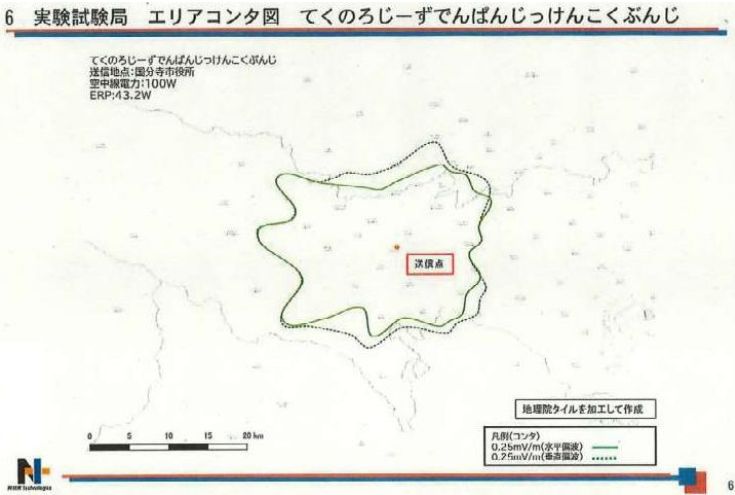 6 実験試験局 エリアコンタ図 てくのろじーずでんぱんじっけんこくぶんじ
てくのろじーずでんぱんじっけんこくぶんじ
送信地点:国分寺市役所
空中線電力:100W
ERP:43.2W
送信点
地理院タイルを加工して作成
0 5 10 15 20 km
凡例(コンタ)
0.25mV/m(水平偏波)
0.25mV/m(垂直偏波)
6